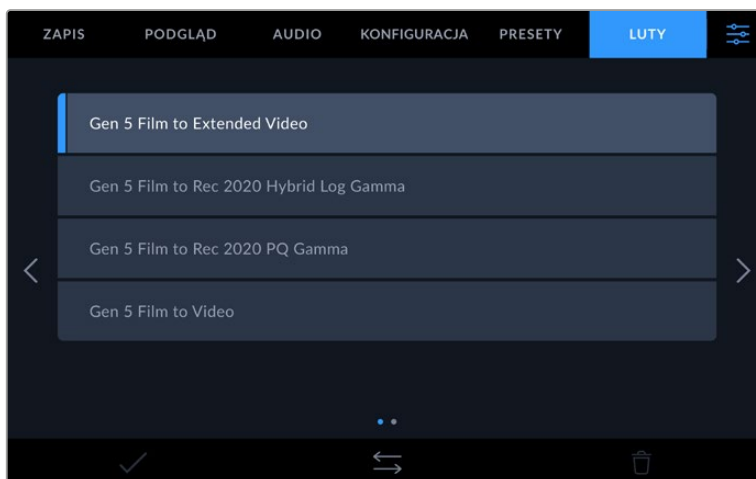 ZAPIS PODGLĄD AUDIO KONFIGURACJA PRESETY LUTY
Gen 5 Film to Extended Video
Gen 5 Film to Rec 2020 Hybrid Log Gamma
Gen 5 Film to Rec 2020 PQ Gamma
Gen 5 Film to Video